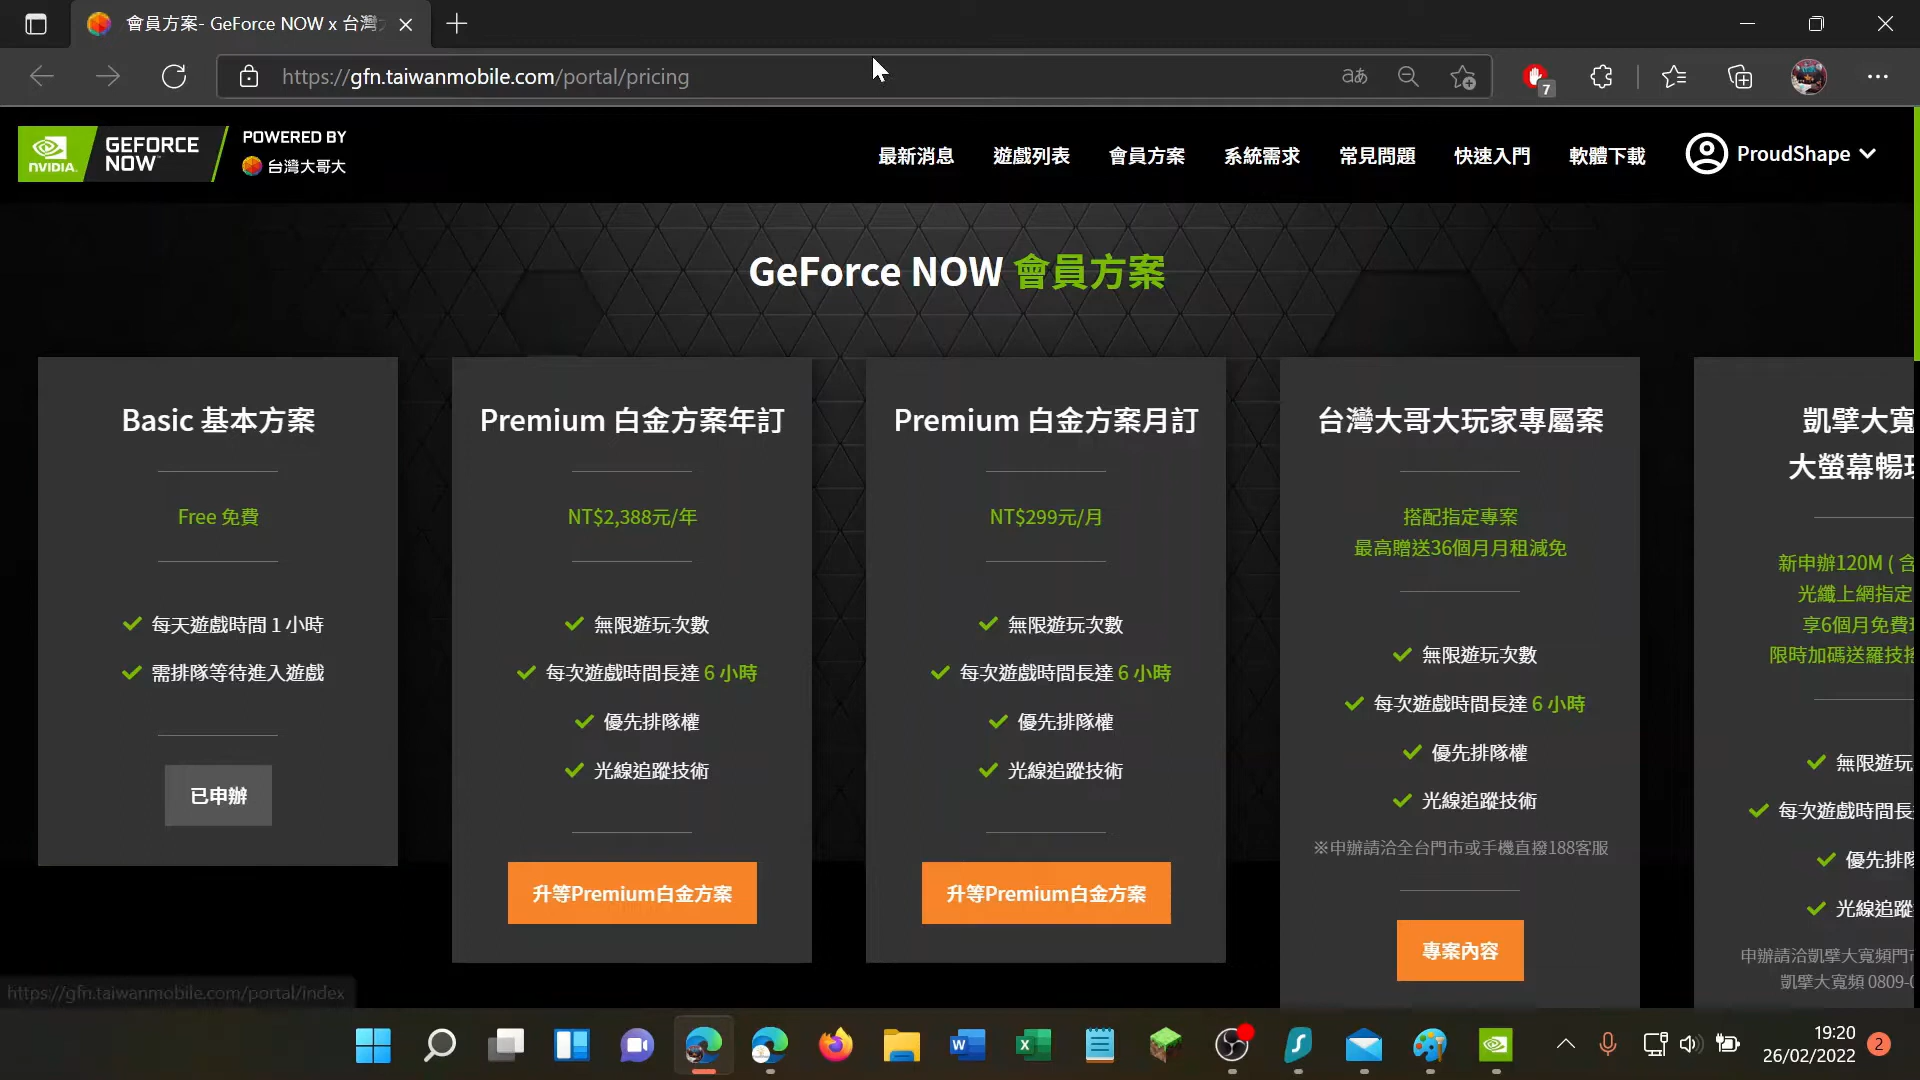 會員方案- GeForce NOW x 台灣
https://gfn.taiwanmobile.com/portal/pricing
aあ
7
NVIDIA.
GEFORCE
NOW
POWERED BY
台灣大哥大
最新消息
遊戲列表
會員方案
系統需求
常見問題
快速入門
軟體下載
ProudShape
GeForce NOW 會員方案
Basic 基本方案
Free 免費
每天遊戲時間 1 小時
需排隊等待進入遊戲
已申辦
Premium 白金方案年訂
NT$2,388元/年
無限遊玩次數
每次遊戲時間長達 6 小時
優先排隊權
光線追蹤技術
升等Premium白金方案
Premium 白金方案月訂
NT$299元/月
無限遊玩次數
每次遊戲時間長達 6 小時
優先排隊權
光線追蹤技術
升等Premium白金方案
台灣大哥大玩家專屬案
搭配指定專案
最高贈送36個月月租減免
無限遊玩次數
每次遊戲時間長達 6 小時
優先排隊權
光線追蹤技術
※申辦請洽全台門市或手機直撥188客服
專案內容
凱擘大寬
大螢幕暢
新申辦120M ( 含
光纖上網指定
享6個月免費
限時加碼送羅技
無限遊玩
每次遊戲時間長
優先排
光線追蹤
申辦請洽凱擘大寬頻門
凱擘大寬頻 0809-
https://gfn.taiwanmobile.com/portal/index
19:20
26/02/2022
2